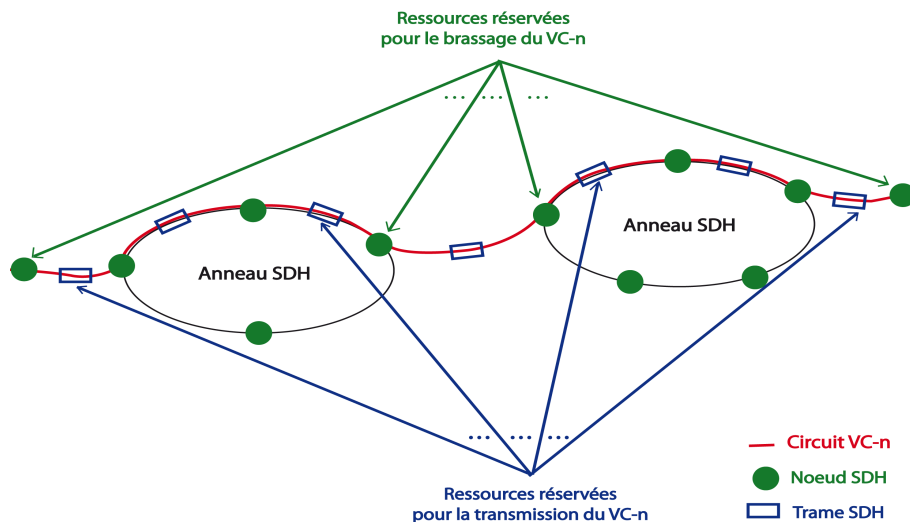 Ressources réservées
pour le brassage du VC-n
... ... ...
Anneau SDH
Anneau SDH
... ... ...
Ressources réservées
pour la transmission du VC-n
Circuit VC-n
Noeud SDH
Trame SDH